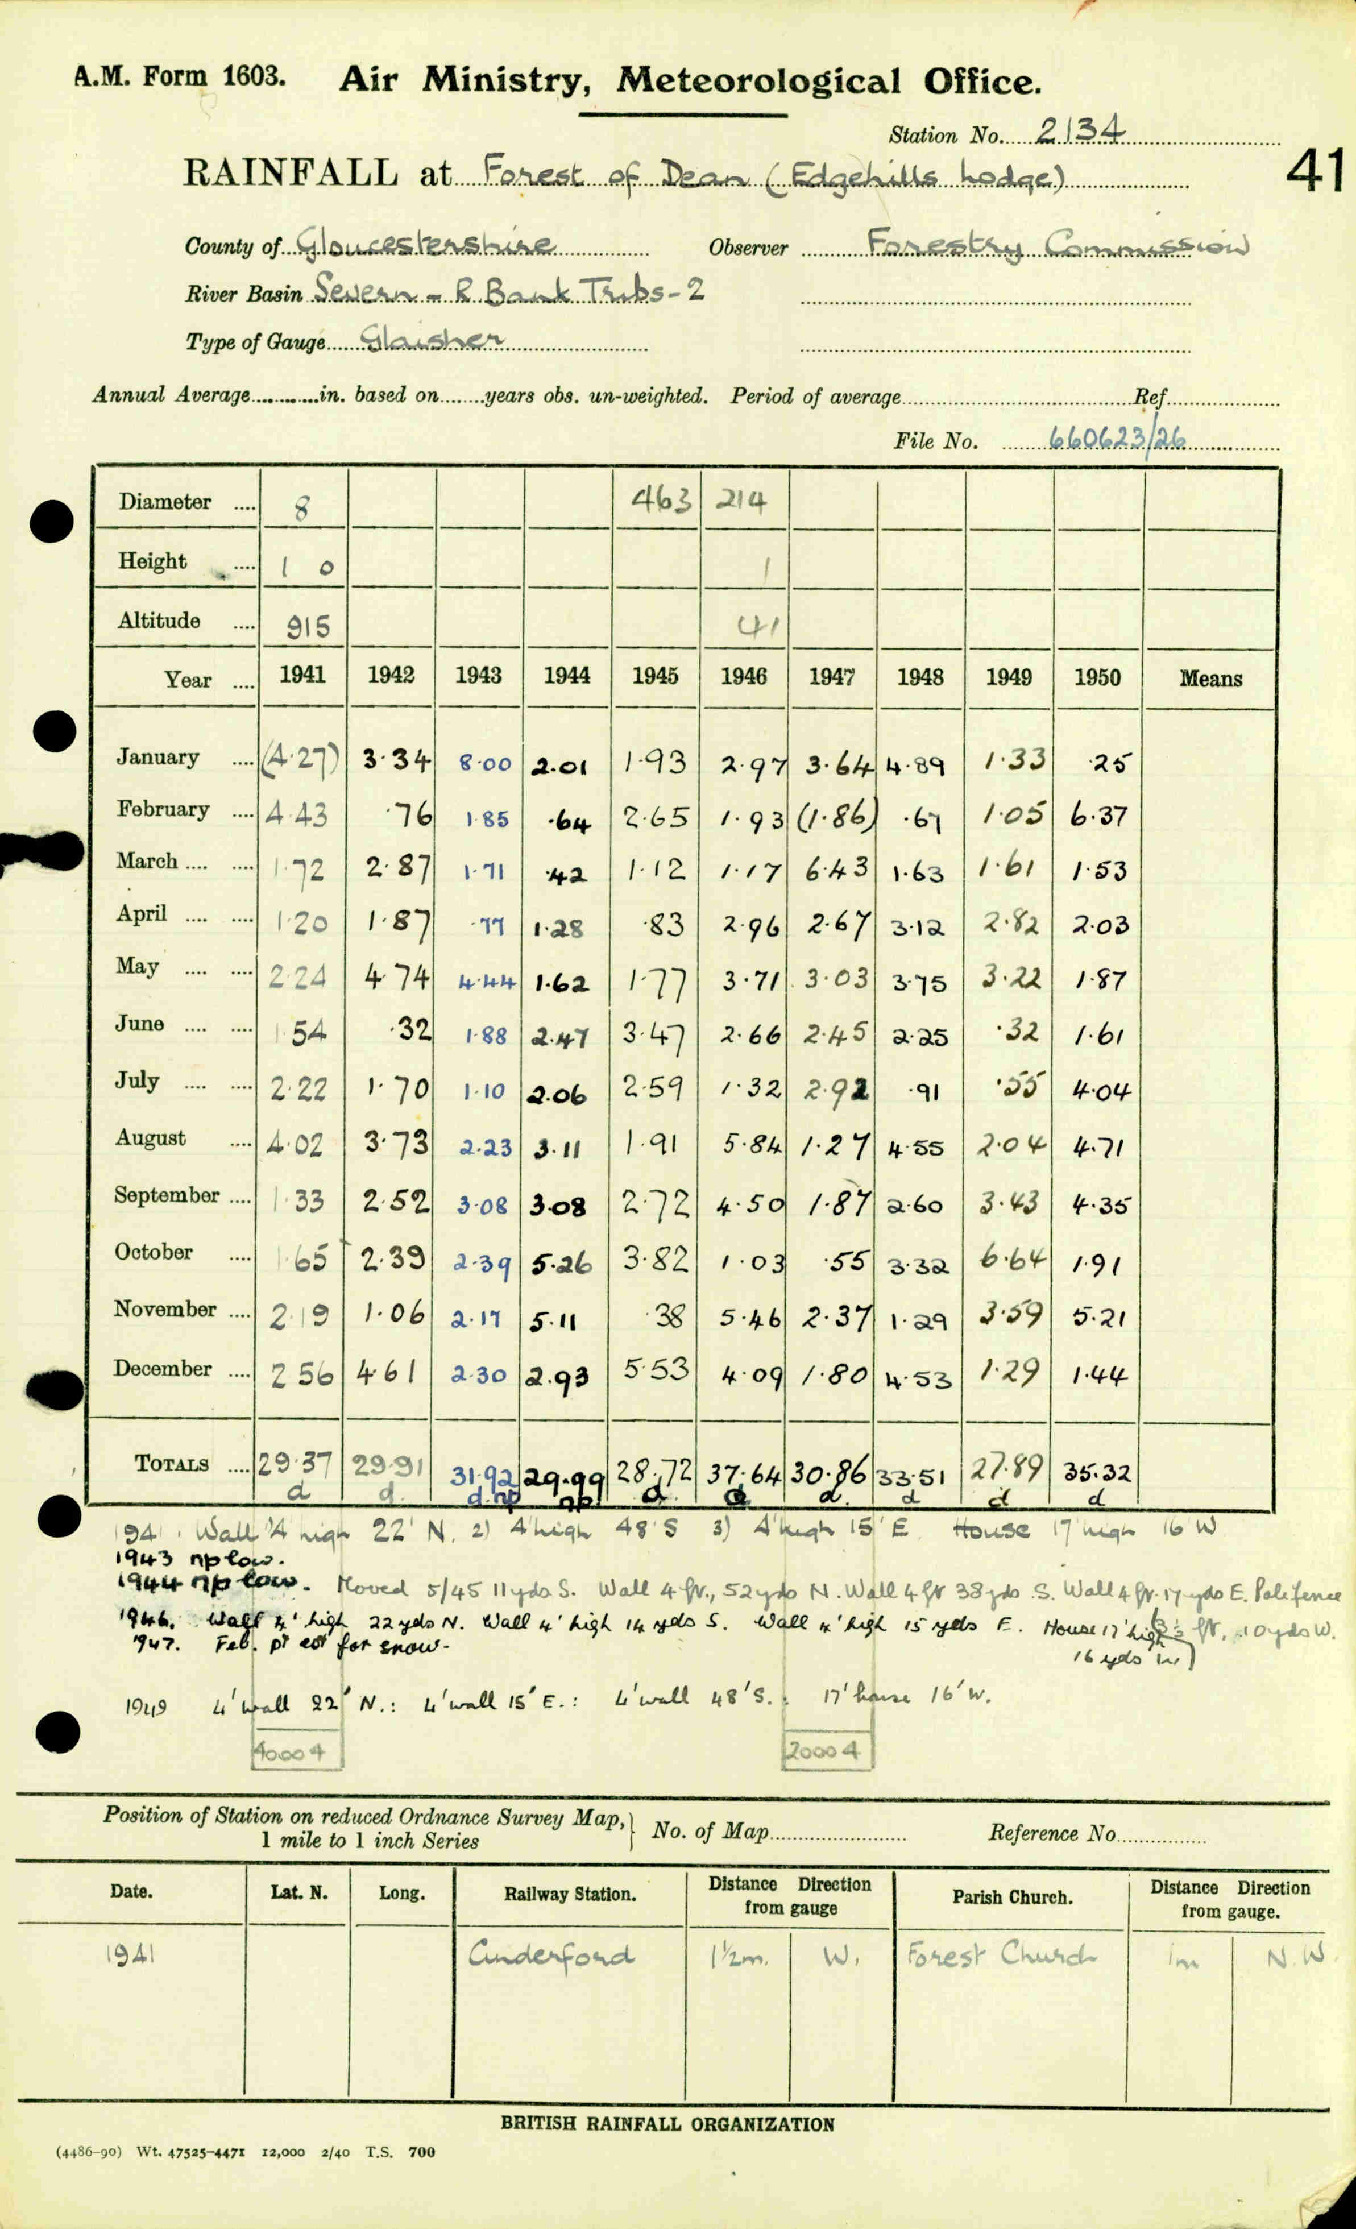 A.M. Form 1603. Air Ministry, Meteorological Office.
Station No. 2134
41
RAINFALL at Forest of Dean (Edgehills Lodge)
County of Gloucestershire Observer Forestry Commission
River Basin Severn - R Bank Tribs-2
Type of Gauge Glaisher
Annual Average in. based on years obs. un-weighted. Period of average Ref.
File No. 660623/26
Diameter 8 463 214
Height 1 0 1
Altitude 915 41
Year 1941 1942 1943 1944 1945 1946 1947 1948 1949 1950 Means
January (4.27) 3.34 8.00 2.01 1.93 2.97 3.64 4.89 1.33 .25
February 4.43 .76 1.85 .64 2.65 1.93 (1.86) .67 1.05 6.37
March 1.72 2.87 1.71 .42 1.12 1.17 6.43 1.63 1.61 1.53
April 1.20 1.87 .77 1.28 .83 2.96 2.67 3.12 2.82 2.03
May 2.24 4.74 4.44 1.62 1.77 3.71 3.03 3.75 3.22 1.87
June 1.54 .32 1.88 2.47 3.47 2.66 2.45 2.25 .32 1.61
July 2.22 1.70 1.10 2.06 2.59 1.32 2.92 .91 .55 4.04
August 4.02 3.73 2.23 3.11 1.91 5.84 1.27 4.55 2.04 4.71
September 1.33 2.52 3.08 3.08 2.72 4.50 1.87 2.60 3.43 4.35
October 1.65 2.39 2.39 5.26 3.82 1.03 .55 3.32 6.64 1.91
November 2.19 1.06 2.17 5.11 .38 5.46 2.37 1.29 3.59 5.21
December 2.56 4.61 2.30 2.93 5.53 4.09 1.80 4.53 1.29 1.44
TOTALS 29.37 29.91 31.92 29.99 28.72 37.64 30.86 33.51 27.89 35.32
d d. d.np np d. d d. d d d
1941. Wall 4 high 22' N. 2) 4' high 48' S 3) 4' high 15' E House 17' high 16' W
1943 np low.
1944 np low. Moved 5/45 11 yds S. Wall 4 ft., 52 yds N. Wall 4 ft 38 yds S. Wall 4 ft. 17 yds E. Pale fence
1946. Wall 4' high 22 yds N. Wall 4' high 14 yds S. Wall 4' high 15 yds E. House 17' high 3½ ft, 10 yds W.
1947. Feb. pt est for snow. 16 yds W)
1949 4' wall 22' N.: 4' wall 15' E.: 4' wall 48' S.: 17' house 16' W.
40004 20004
Position of Station on reduced Ordnance Survey Map, 1 mile to 1 inch Series No. of Map Reference No.
Date. Lat. N. Long. Railway Station. Distance Direction from gauge Parish Church. Distance Direction from gauge.
1941 Cinderford 1½m. W. Forest Church 1m N.W.
BRITISH RAINFALL ORGANIZATION
(4486-90) Wt. 47525-4471 12,000 2/40 T.S. 700